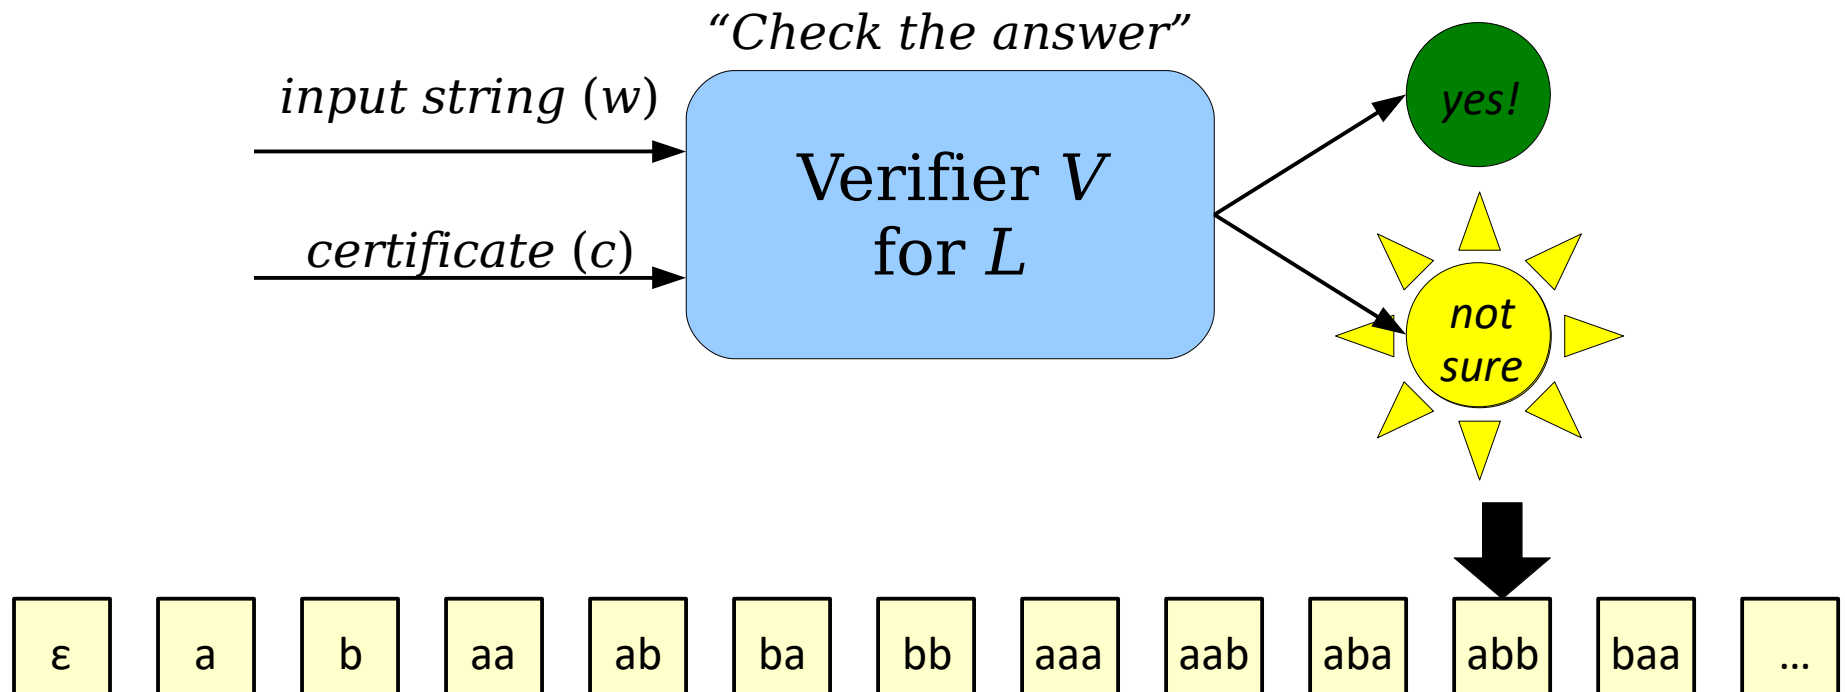 “Check the answer”
input string (w)
certificate (c)
Verifier V
for L
yes!
not
sure
ε a b aa ab ba bb aaa aab aba abb baa ...